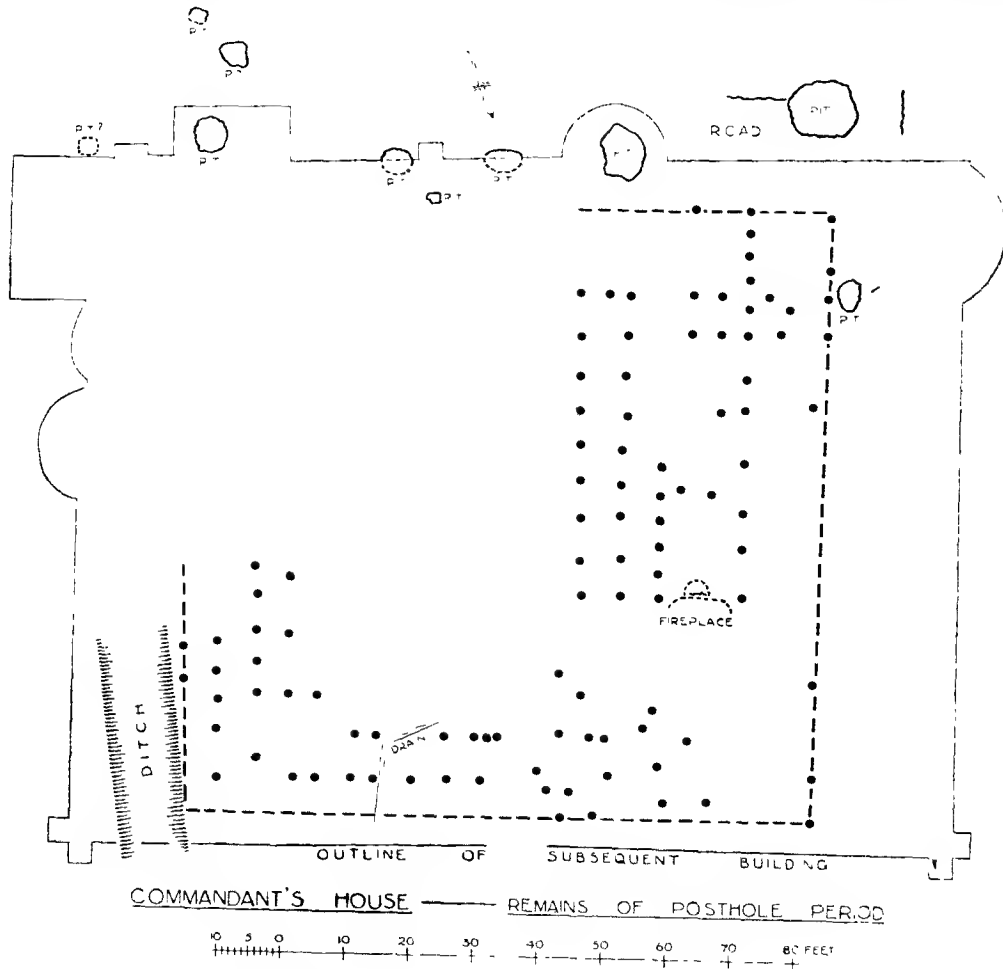 PIT
PIT
PIT?
PIT
PIT
PIT
PIT
PIT
ROAD
PIT
PIT
FIREPLACE
DITCH
DRAIN
OUTLINE OF SUBSEQUENT BUILDING
COMMANDANT'S HOUSE — REMAINS OF POSTHOLE PERIOD
10 5 0 10 20 30 40 50 60 70 80 FEET